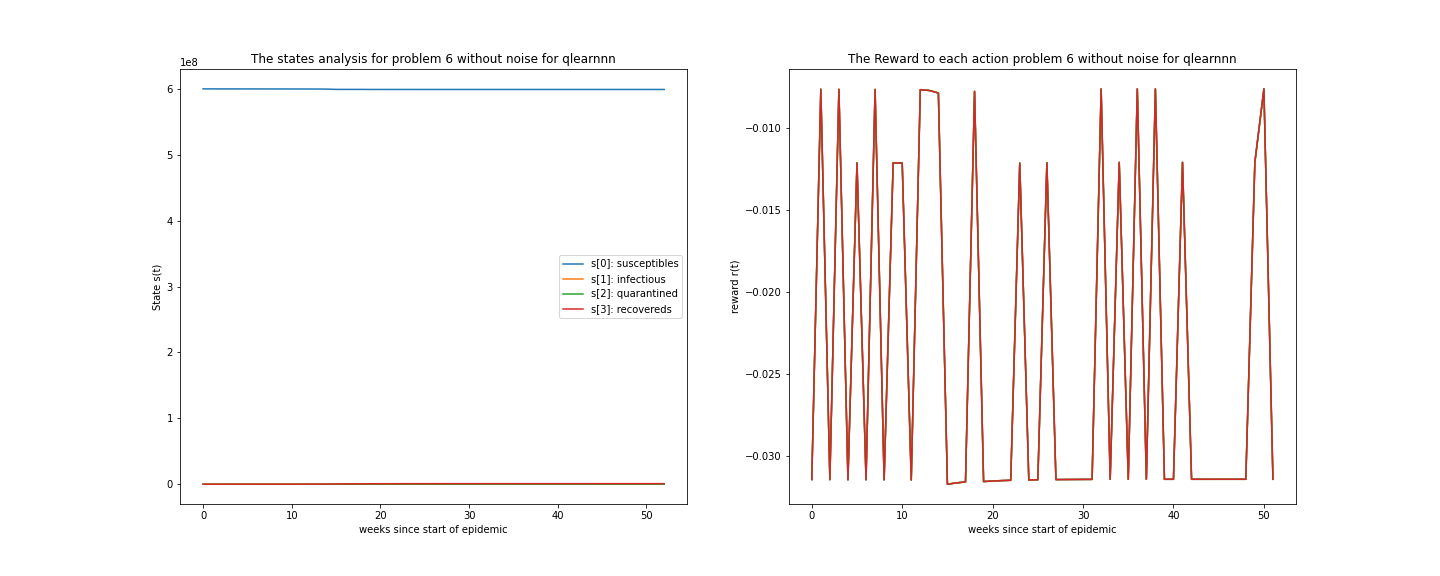 The states analysis for problem 6 without noise for qlearnnn
1e8
6
5
4
3
2
1
0
State s(t)
s[0]: susceptibles
s[1]: infectious
s[2]: quarantined
s[3]: recovereds
0 10 20 30 40 50
weeks since start of epidemic
The Reward to each action problem 6 without noise for qlearnnn
−0.010
−0.015
−0.020
−0.025
−0.030
reward r(t)
0 10 20 30 40 50
weeks since start of epidemic